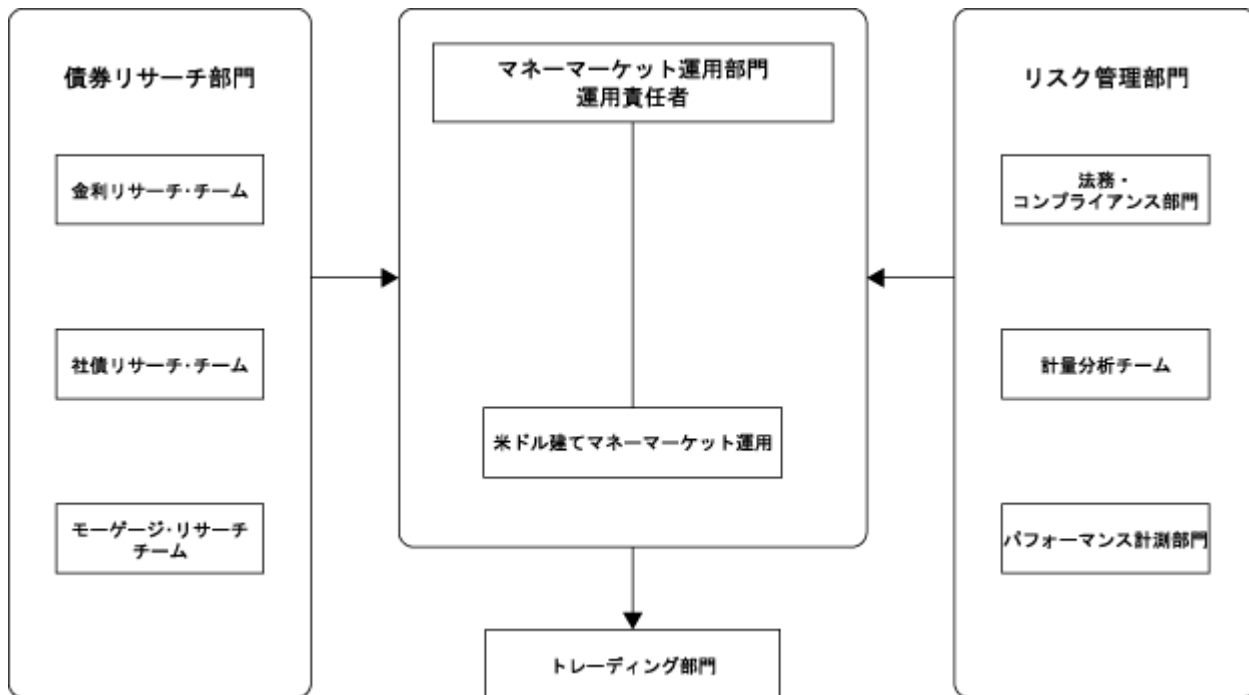 債券リサーチ部門
金利リサーチ・チーム
社債リサーチ・チーム
モーゲージ・リサーチ
チーム
マネーマーケット運用部門
運用責任者
米ドル建てマネーマーケット運用
トレーディング部門
リスク管理部門
法務・
コンプライアンス部門
計量分析チーム
パフォーマンス計測部門